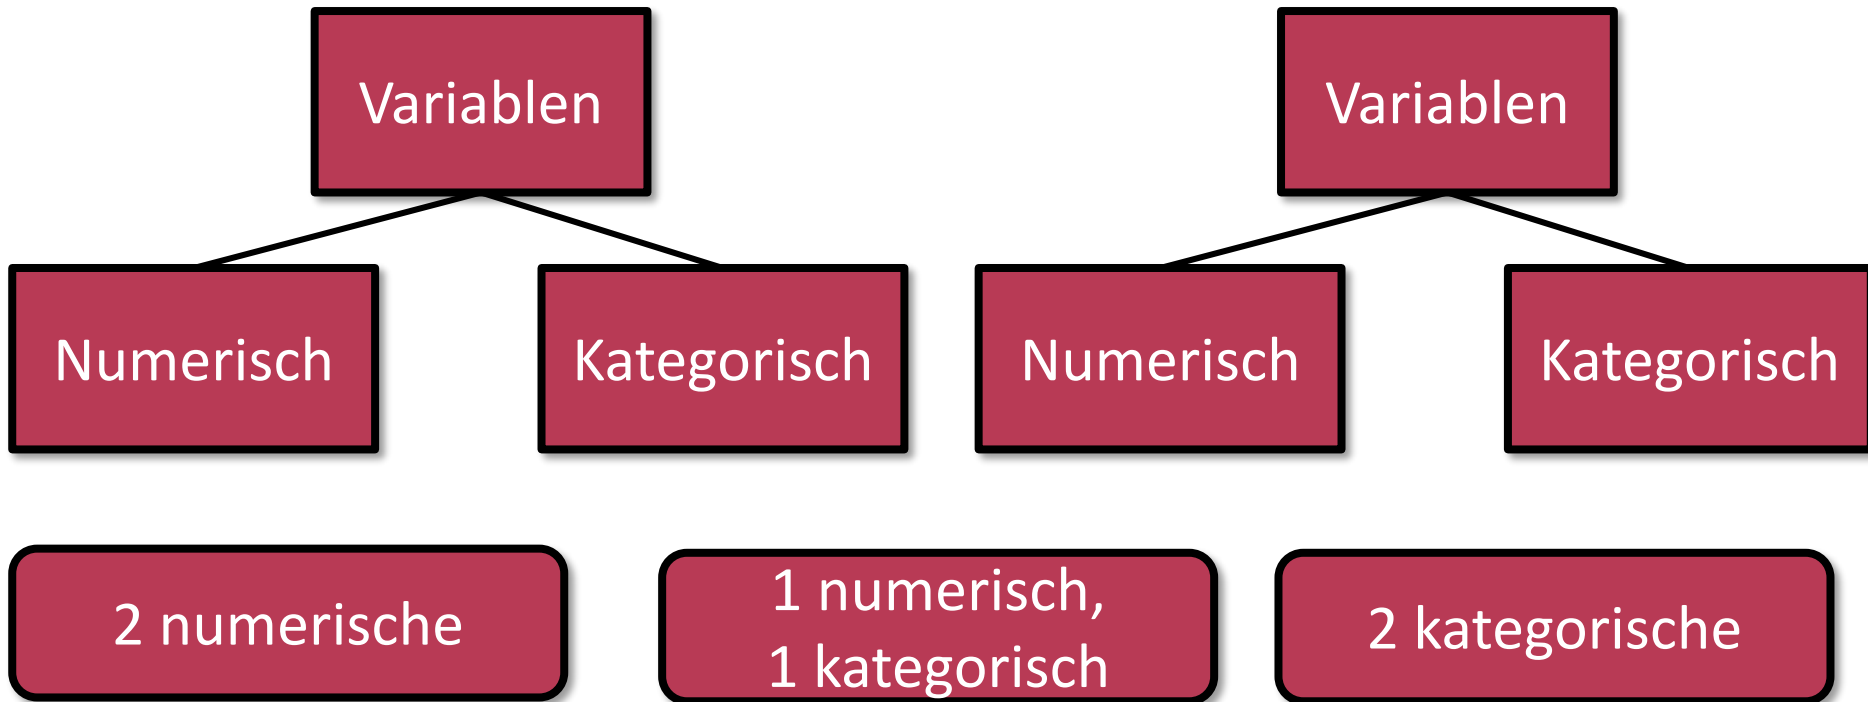 Variablen
Variablen
Numerisch
Kategorisch
Numerisch
Kategorisch
2 numerische
1 numerisch,
1 kategorisch
2 kategorische